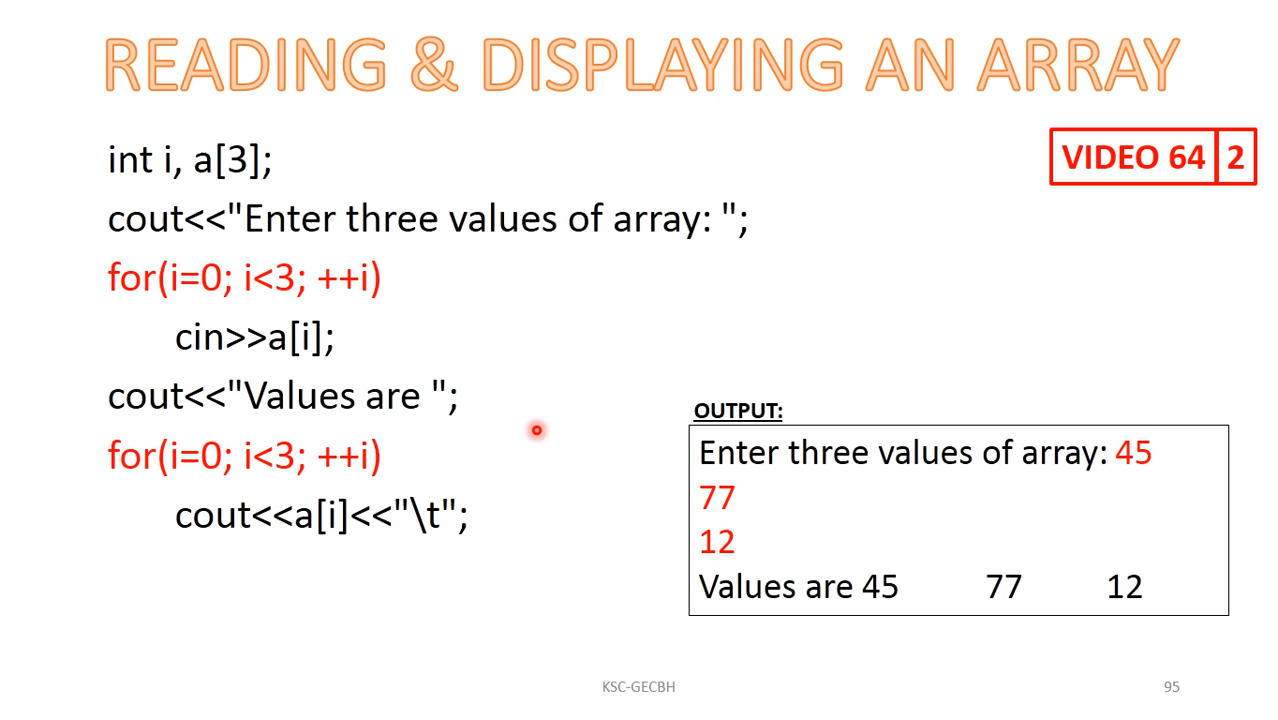 READING & DISPLAYING AN ARRAY
VIDEO 64 2
int i, a[3];
cout<<"Enter three values of array: ";
for(i=0; i<3; ++i)
cin>>a[i];
cout<<"Values are ";
for(i=0; i<3; ++i)
cout<<a[i]<<"\t";
OUTPUT:
Enter three values of array: 45
77
12
Values are 45 77 12
KSC-GECBH
95